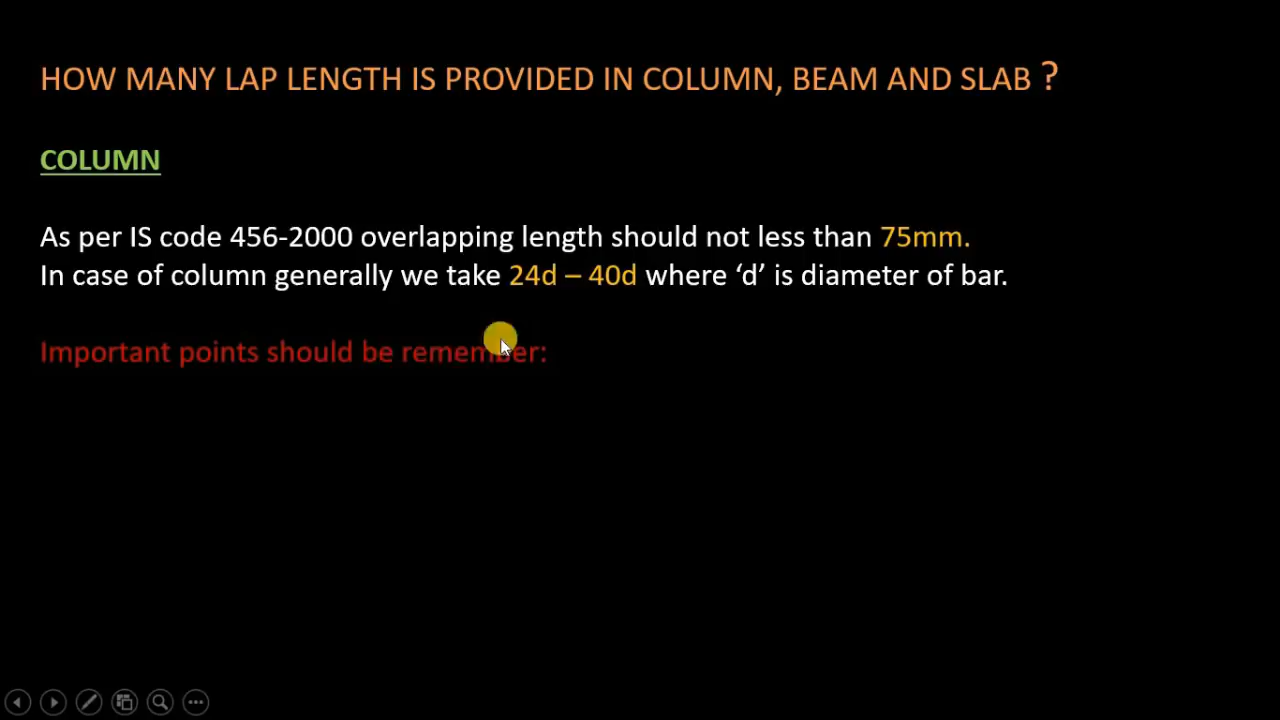 HOW MANY LAP LENGTH IS PROVIDED IN COLUMN, BEAM AND SLAB ?
COLUMN
As per IS code 456-2000 overlapping length should not less than 75mm.
In case of column generally we take 24d – 40d where ‘d’ is diameter of bar.
Important points should be remember: